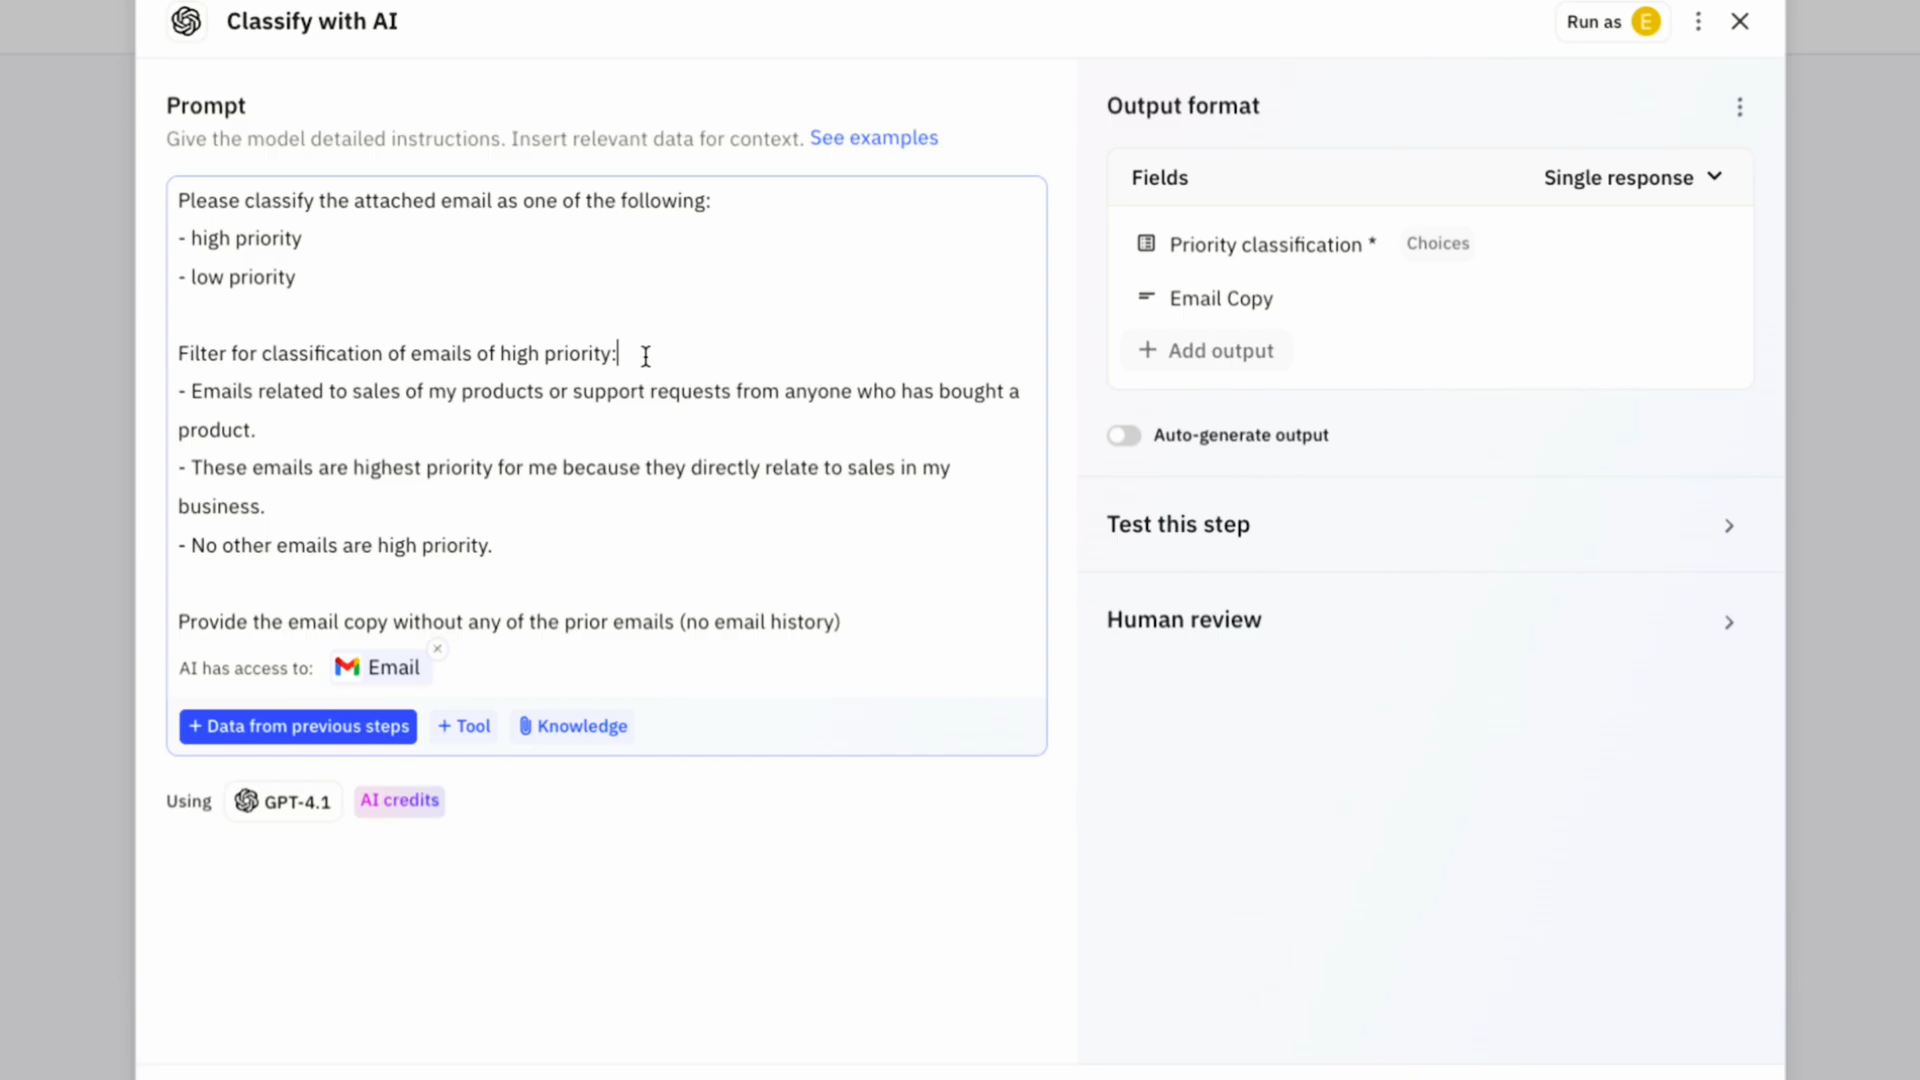 Classify with AI
Run as E
Prompt
Give the model detailed instructions. Insert relevant data for context. See examples
Please classify the attached email as one of the following:
- high priority
- low priority
Filter for classification of emails of high priority:
- Emails related to sales of my products or support requests from anyone who has bought a
product.
- These emails are highest priority for me because they directly relate to sales in my
business.
- No other emails are high priority.
Provide the email copy without any of the prior emails (no email history)
AI has access to: Email
+ Data from previous steps + Tool Knowledge
Using GPT-4.1 AI credits
Output format
Fields Single response
Priority classification * Choices
Email Copy
+ Add output
Auto-generate output
Test this step
Human review